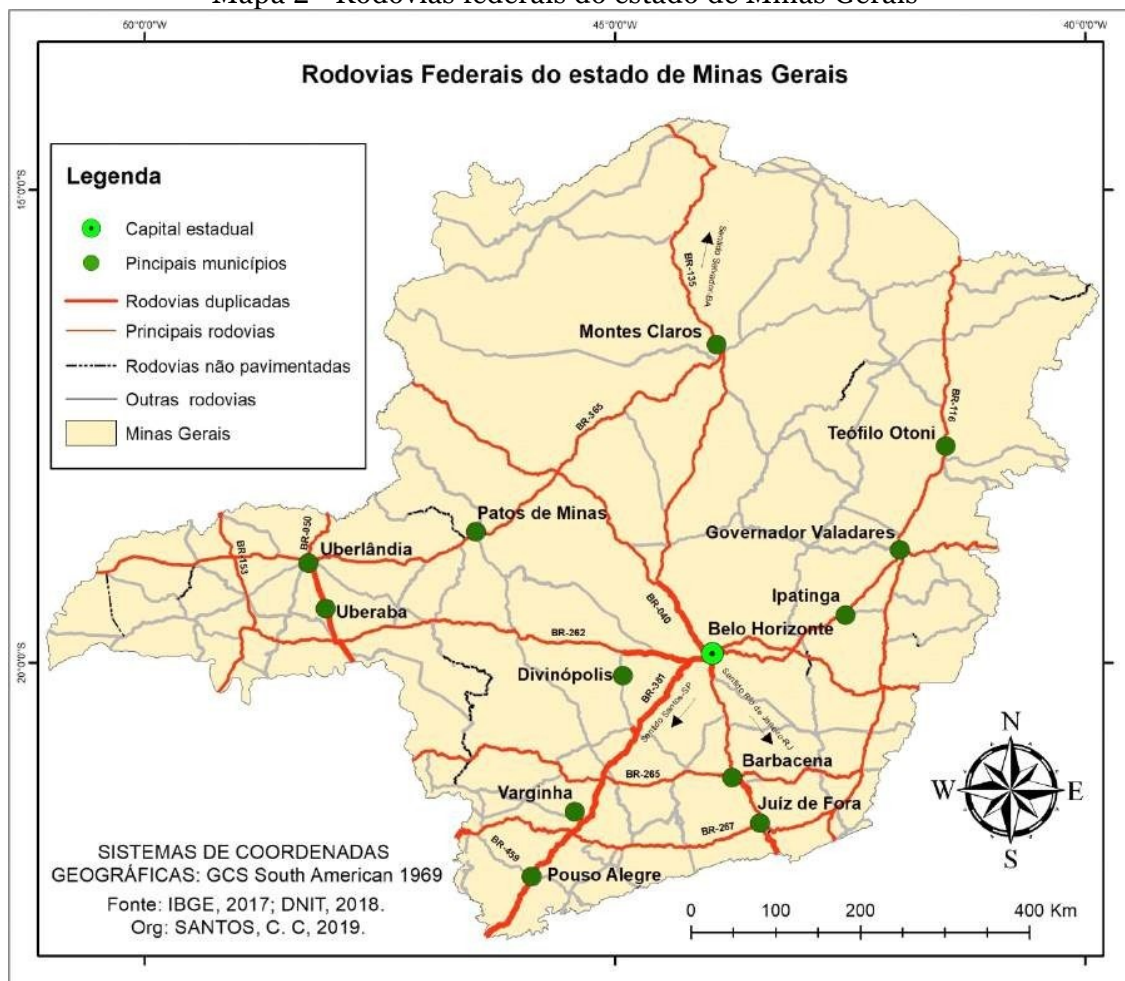 Mapa 2 - Rodovias federais do estado de Minas Gerais
60°0'0"W
45°0'0"W
40°0'0"W
Rodovias Federais do estado de Minas Gerais
Legenda
Capital estadual
Pincipais municípios
Rodovias duplicadas
Principais rodovias
Rodovias não pavimentadas
Outras rodovias
Minas Gerais
15°0'0"S
20°0'0"S
BR-135
Sentido Salvador-BA
Montes Claros
BR-365
BR-116
Teófilo Otoni
Patos de Minas
Governador Valadares
BR-050
Uberlândia
BR-153
Uberaba
Ipatinga
BR-040
Belo Horizonte
BR-262
Divinópolis
BR-381
Sentido Santos-SP
Sentido Rio de Janeiro-RJ
Barbacena
BR-265
Varginha
Juíz de Fora
BR-267
BR-459
Pouso Alegre
N
W
E
S
SISTEMAS DE COORDENADAS
GEOGRÁFICAS: GCS South American 1969
Fonte: IBGE, 2017; DNIT, 2018.
Org: SANTOS, C. C, 2019.
0 100 200 400 Km